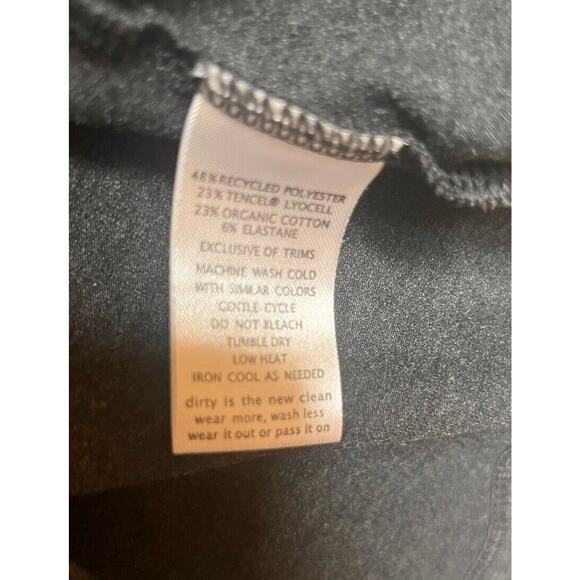 48% RECYCLED POLYESTER
23% TENCEL® LYOCELL
23% ORGANIC COTTON
6% ELASTANE
EXCLUSIVE OF TRIMS
MACHINE WASH COLD
WITH SIMILAR COLORS
GENTLE CYCLE
DO NOT BLEACH
TUMBLE DRY
LOW HEAT
IRON COOL AS NEEDED
dirty is the new clean
wear more, wash less
wear it out or pass it on